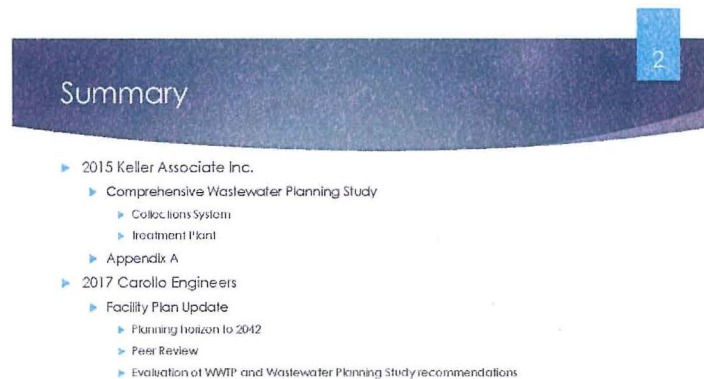 2
Summary
2015 Keller Associate Inc.
Comprehensive Wastewater Planning Study
Collections System
Treatment Plant
Appendix A
2017 Carollo Engineers
Facility Plan Update
Planning horizon to 2042
Peer Review
Evaluation of WWTP and Wastewater Planning Study recommendations